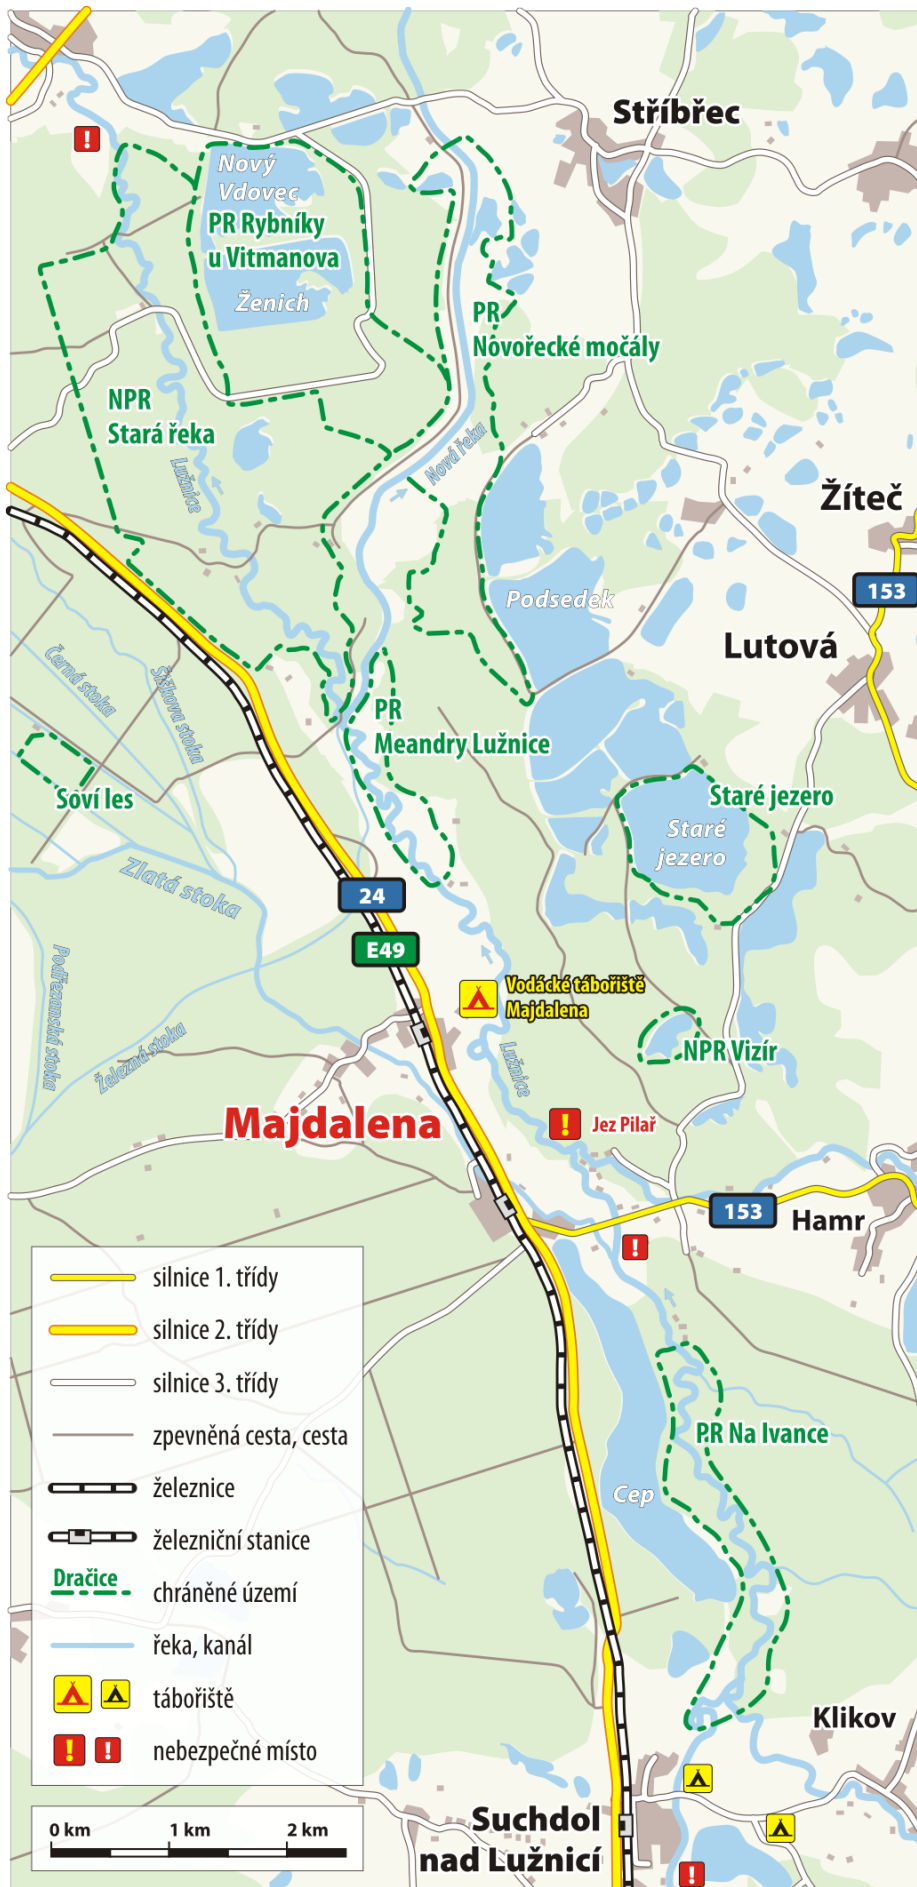 Stříbřec
Nový
Vdovec
PR Rybníky
u Vitmanova
Ženich
PR
Novořecké močály
NPR
Stará řeka
Lužnice
Nová řeka
Žíteč
153
Podsedek
Lutová
Černá stoka
Šiškova stoka
PR
Meandry Lužnice
Soví les
Staré jezero
Staré
jezero
Zlatá stoka
24
E49
Podřezanská stoka
Železná stoka
Vodácké tábořiště
Majdalena
Lužnice
NPR Vizír
Majdalena
! Jez Pilař
153
Hamr
!
!
silnice 1. třídy
silnice 2. třídy
silnice 3. třídy
zpevněná cesta, cesta
železnice
železniční stanice
Dračice chráněné území
řeka, kanál
tábořiště
! ! nebezpečné místo
PR Na Ivance
Cep
Klikov
Suchdol
nad Lužnicí
!
0 km 1 km 2 km